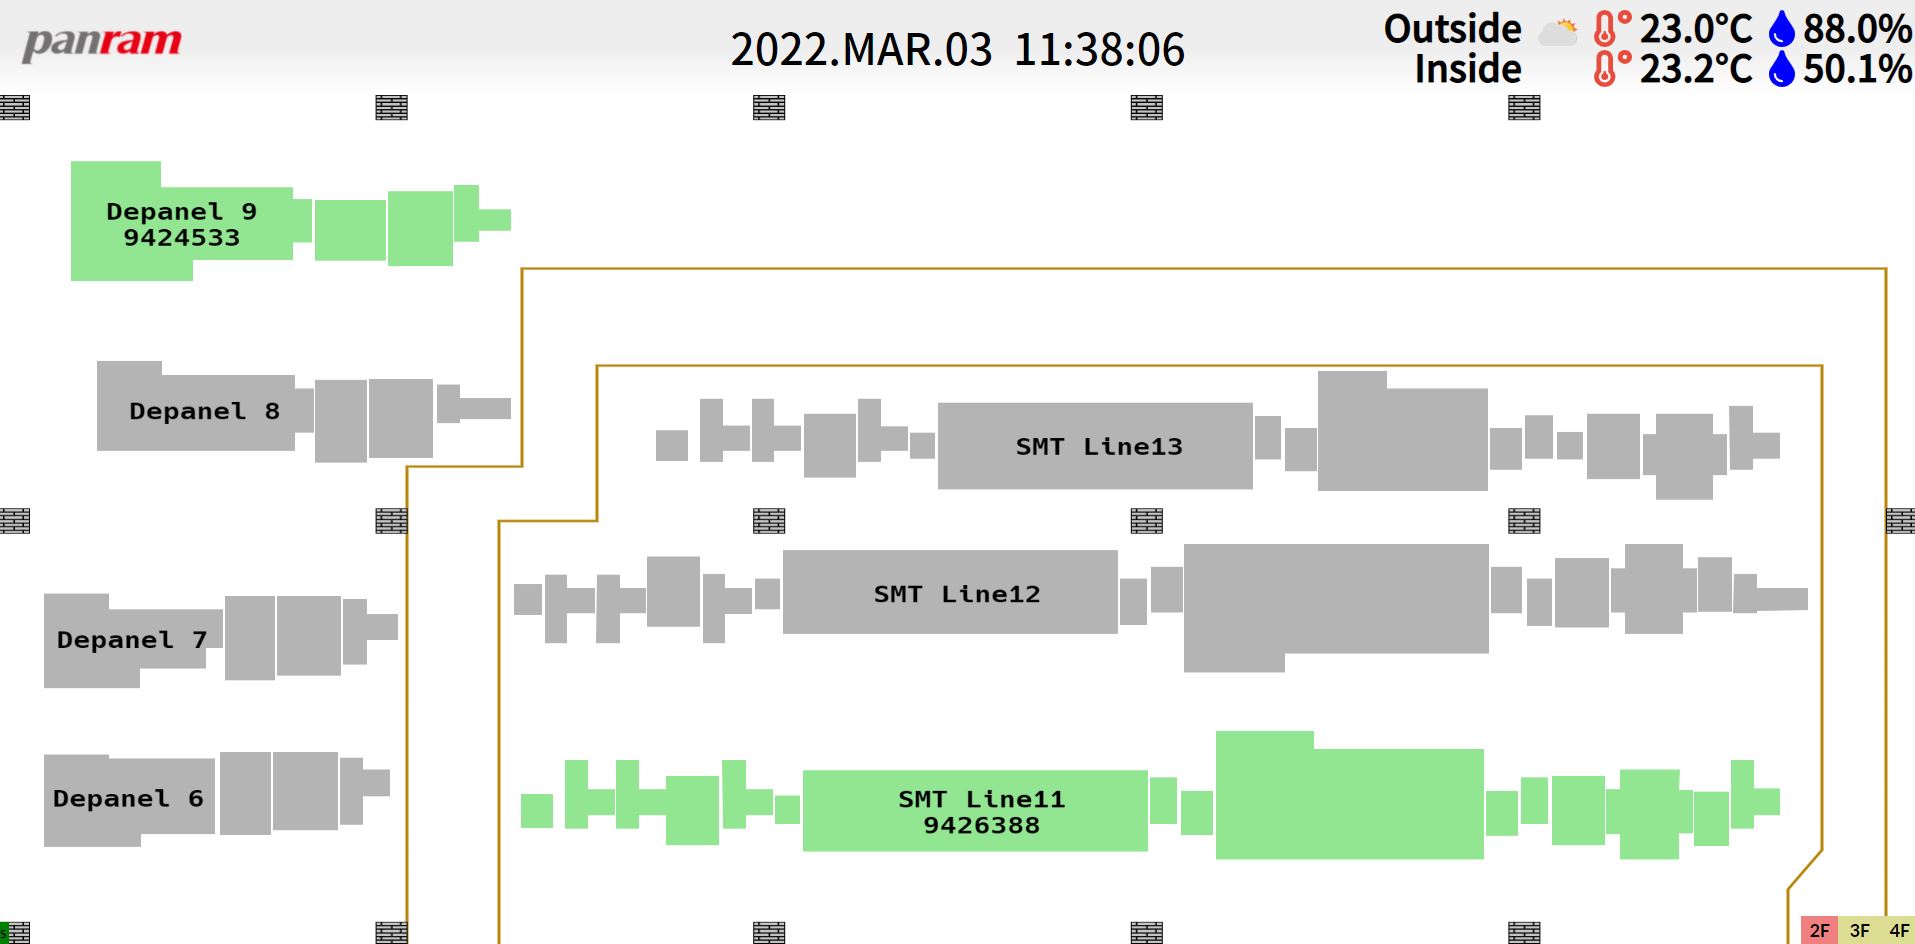 panram
2022.MAR.03 11:38:06
Outside 23.0°C 88.0%
Inside 23.2°C 50.1%
Depanel 9
9424533
Depanel 8
SMT Line13
SMT Line12
Depanel 7
Depanel 6
SMT Line11
9426388
S
2F 3F 4F